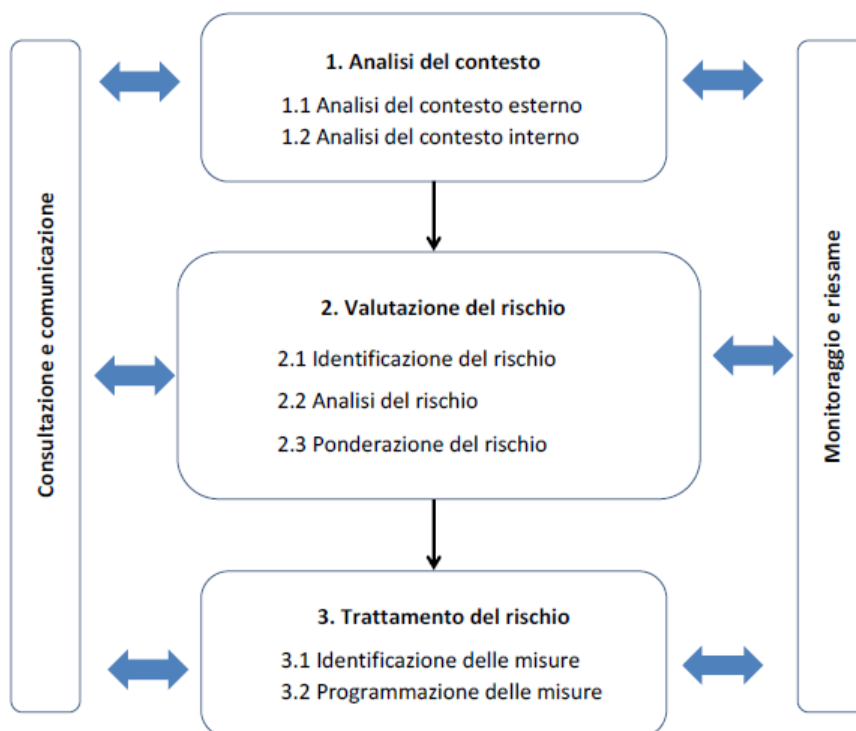 Consultazione e comunicazione
1. Analisi del contesto
1.1 Analisi del contesto esterno
1.2 Analisi del contesto interno
2. Valutazione del rischio
2.1 Identificazione del rischio
2.2 Analisi del rischio
2.3 Ponderazione del rischio
3. Trattamento del rischio
3.1 Identificazione delle misure
3.2 Programmazione delle misure
Monitoraggio e riesame